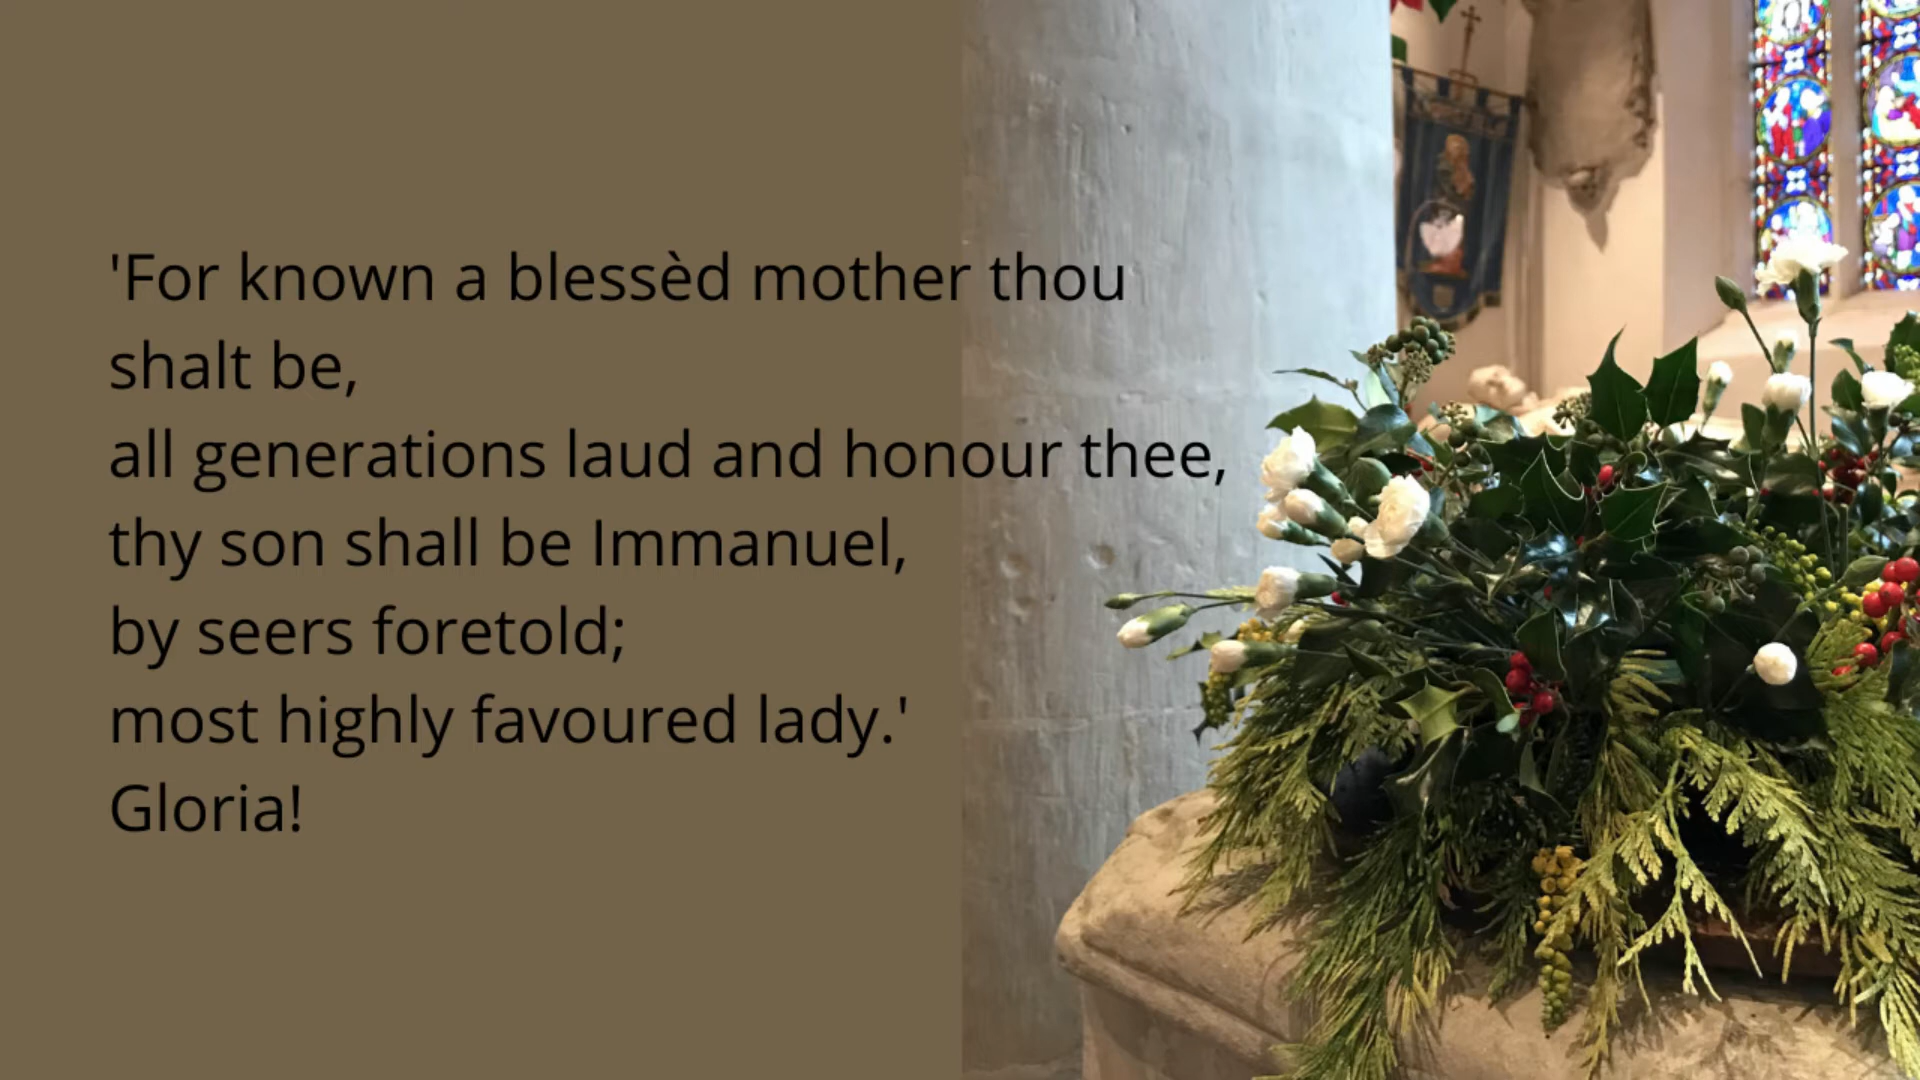 'For known a blessèd mother thou
shalt be,
all generations laud and honour thee,
thy son shall be Immanuel,
by seers foretold;
most highly favoured lady.'
Gloria!